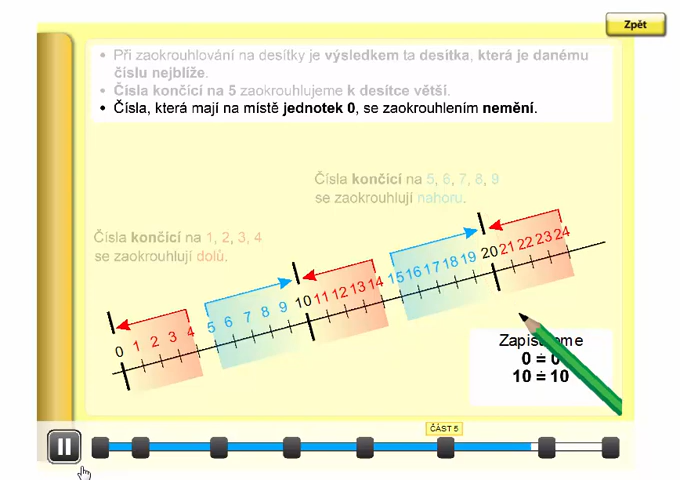 Zpět
• Při zaokrouhlování na desítky je výsledkem ta desítka, která je danému
číslu nejblíže.
• Čísla končící na 5 zaokrouhlujeme k desítce větší.
• Čísla, která mají na místě jednotek 0, se zaokrouhlením nemění.
Čísla končící na 5, 6, 7, 8, 9
se zaokrouhlují nahoru.
Čísla končící na 1, 2, 3, 4
se zaokrouhlují dolů.
0 1 2 3 4 5 6 7 8 9 10 11 12 13 14 15 16 17 18 19 20 21 22 23 24
0 ≐ 0
10 ≐ 10
ČÁST 5